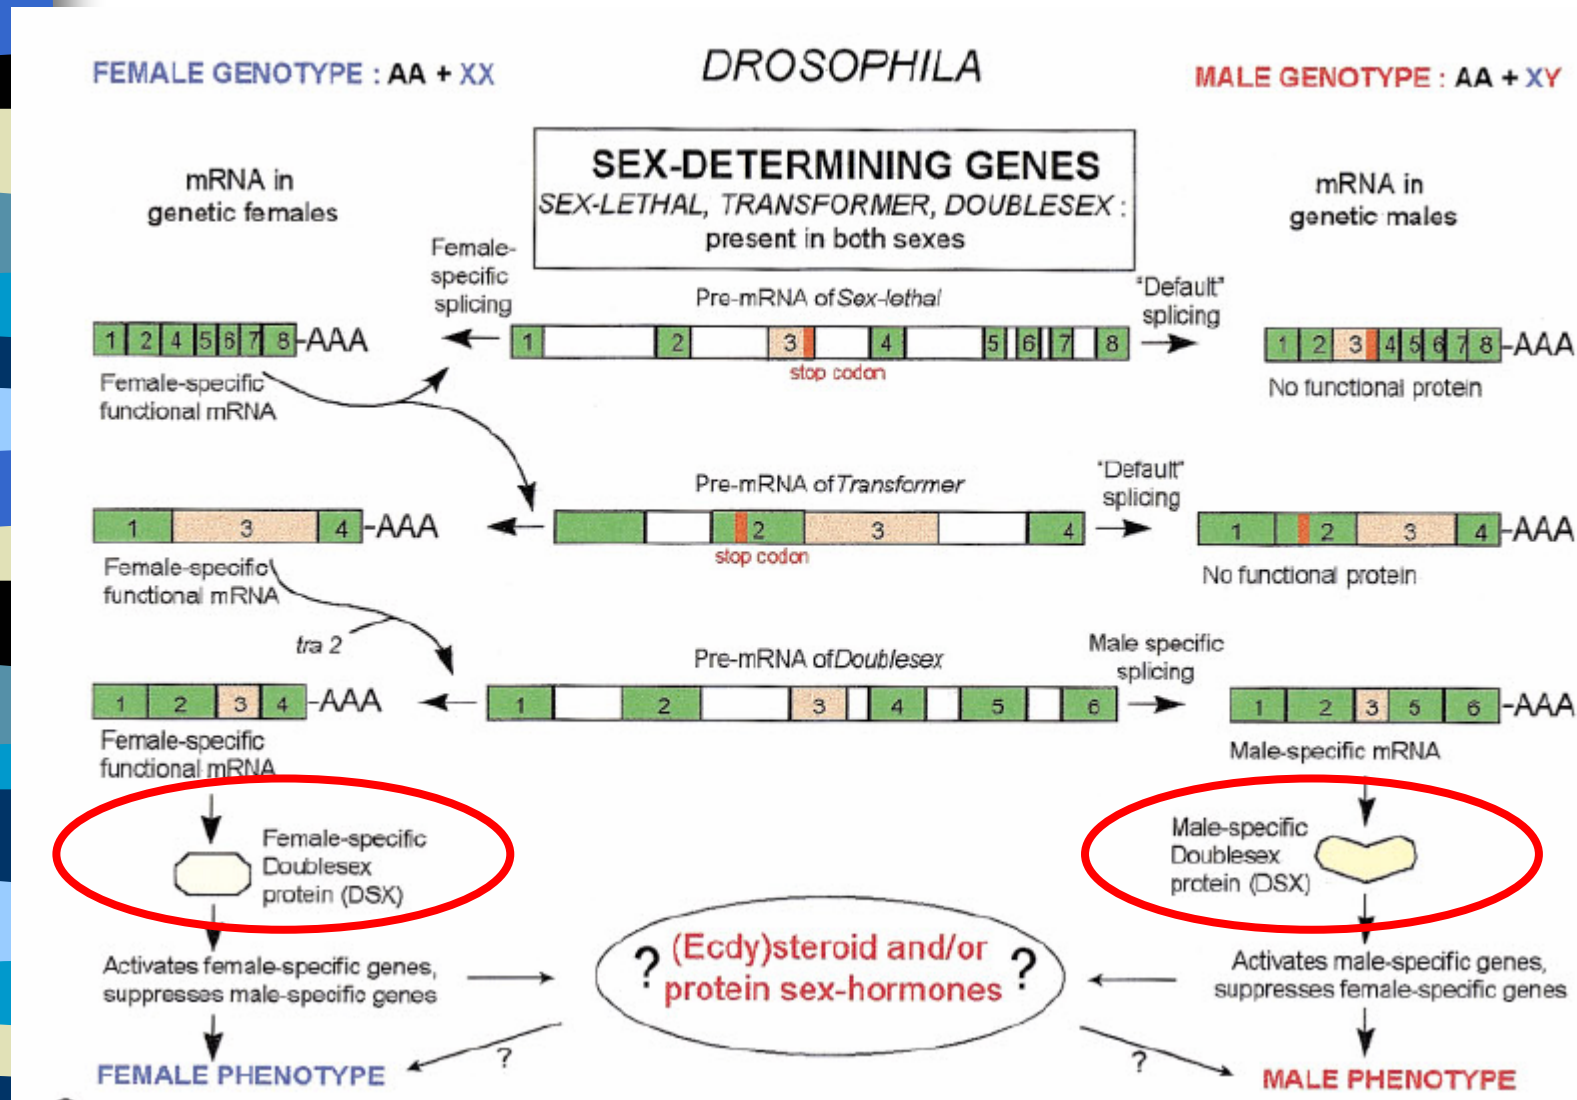 FEMALE GENOTYPE : AA + XX
DROSOPHILA
MALE GENOTYPE : AA + XY
SEX-DETERMINING GENES
SEX-LETHAL, TRANSFORMER, DOUBLESEX :
present in both sexes
mRNA in
genetic females
mRNA in
genetic males
Female-
specific
splicing
Pre-mRNA of Sex-lethal
"Default"
splicing
1 2 4 5 6 7 8 -AAA
1 2 3 4 5 6 7 8
1 2 3 4 5 6 7 8 -AAA
stop codon
Female-specific
functional mRNA
No functional protein
Pre-mRNA of Transformer
"Default"
splicing
1 3 4 -AAA
2 3 4
1 2 3 4 -AAA
stop codon
Female-specific
functional mRNA
No functional protein
tra 2
Pre-mRNA of Doublesex
Male specific
splicing
1 2 3 4 -AAA
1 2 3 4 5 6
1 2 3 5 6 -AAA
Female-specific
functional mRNA
Male-specific mRNA
Female-specific
Doublesex
protein (DSX)
Male-specific
Doublesex
protein (DSX)
Activates female-specific genes,
suppresses male-specific genes
? (Ecdy)steroid and/or ?
protein sex-hormones
Activates male-specific genes,
suppresses female-specific genes
?
?
FEMALE PHENOTYPE
MALE PHENOTYPE